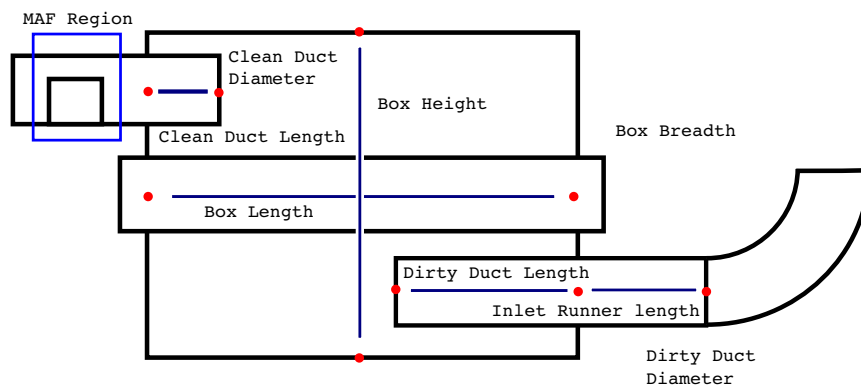 MAF Region
Clean Duct
Diameter
Box Height
Box Breadth
Clean Duct Length
Box Length
Dirty Duct Length
Inlet Runner length
Dirty Duct
Diameter